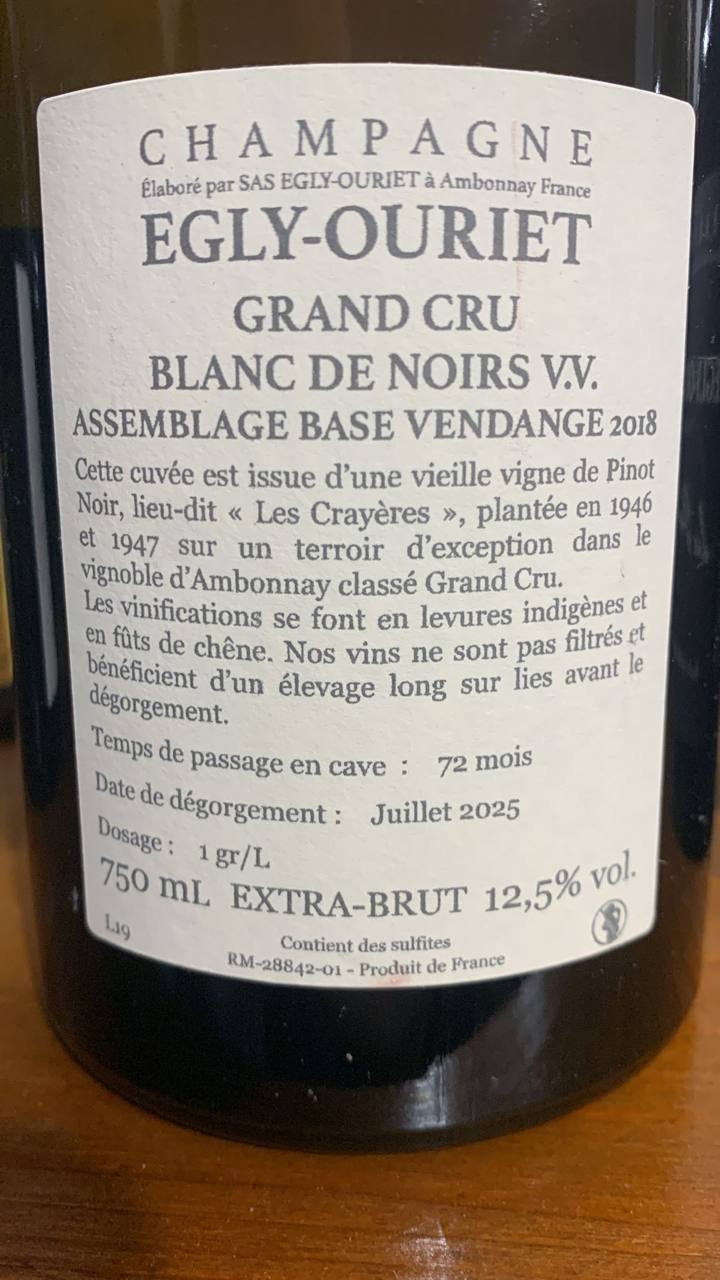 CHAMPAGNE
Élaboré par SAS EGLY-OURIET à Ambonnay France
EGLY-OURIET
GRAND CRU
BLANC DE NOIRS V.V.
ASSEMBLAGE BASE VENDANGE 2018
Cette cuvée est issue d'une vieille vigne de Pinot
Noir, lieu-dit « Les Crayères », plantée en 1946
et 1947 sur un terroir d'exception dans le
vignoble d'Ambonnay classé Grand Cru.
Les vinifications se font en levures indigènes et
en fûts de chêne. Nos vins ne sont pas filtrés et
bénéficient d'un élevage long sur lies avant le
dégorgement.
Temps de passage en cave : 72 mois
Date de dégorgement : Juillet 2025
Dosage : 1 gr/L
750 mL EXTRA-BRUT 12,5% vol.
L19
Contient des sulfites
RM-28842-01 - Produit de France